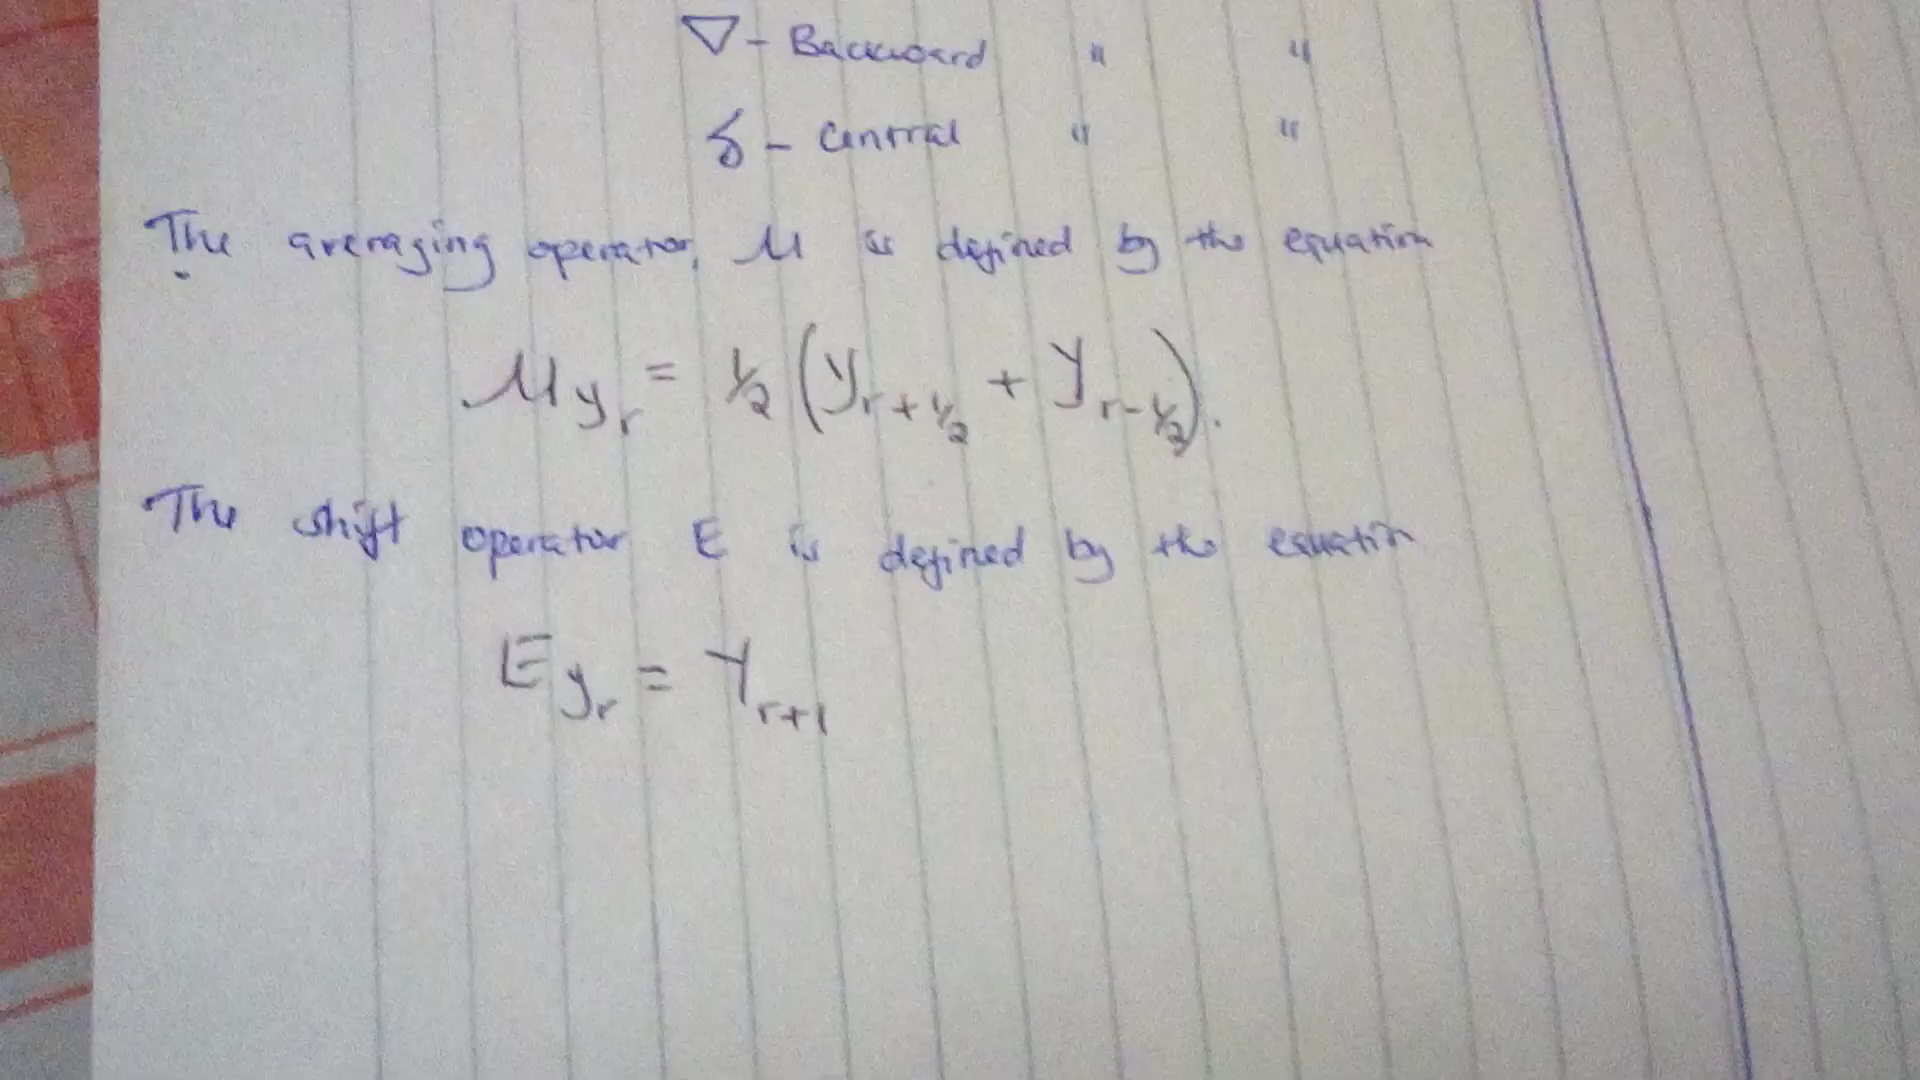 ∇ - Backward " "
δ - Central " "
The averaging operator, μ is defined by the equation
μy_r = 1/2 (y_{r+1/2} + y_{r-1/2}).
The shift operator E is defined by the equation
E y_r = y_{r+1}